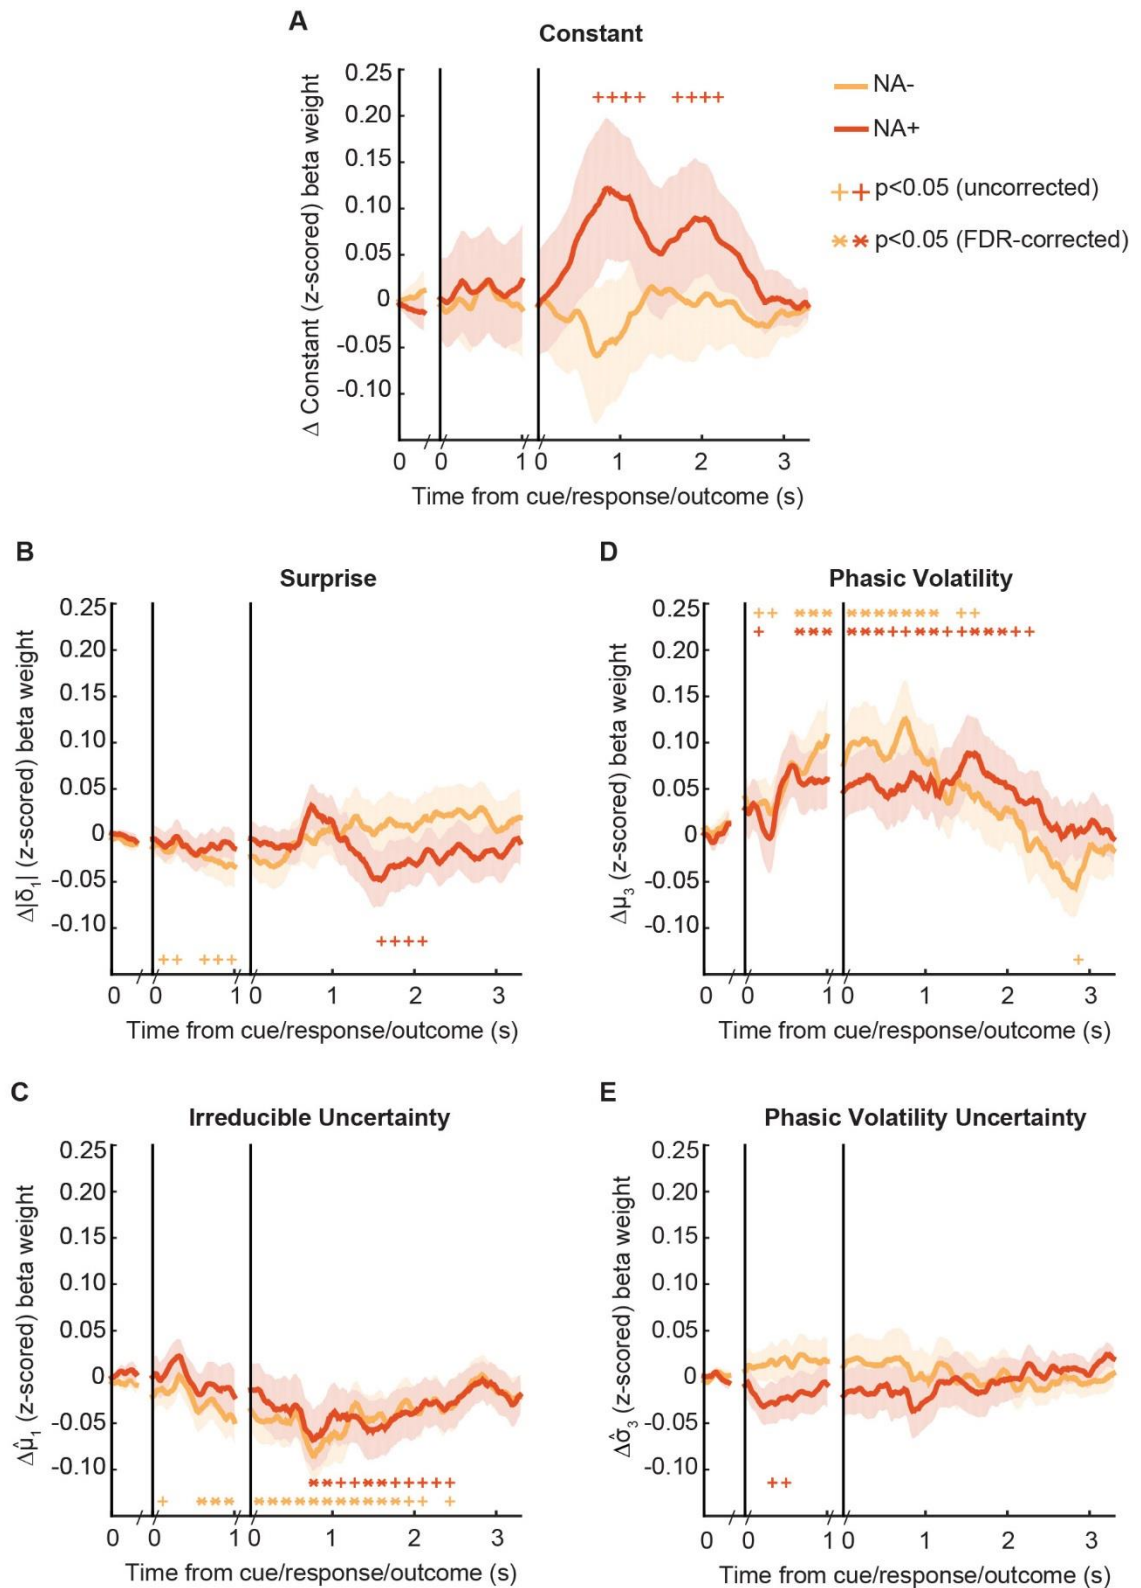 A
Constant
Δ Constant (z-scored) beta weight
0.25
0.20
0.15
0.10
0.05
0
-0.05
-0.10
0 0 1 0 1 2 3
Time from cue/response/outcome (s)
NA-
NA+
++ p<0.05 (uncorrected)
** p<0.05 (FDR-corrected)
B
Surprise
Δ|δ₁| (z-scored) beta weight
0.25
0.20
0.15
0.10
0.05
0
-0.05
-0.10
0 0 1 0 1 2 3
Time from cue/response/outcome (s)
D
Phasic Volatility
Δμ₃ (z-scored) beta weight
0.25
0.20
0.15
0.10
0.05
0
-0.05
-0.10
0 0 1 0 1 2 3
Time from cue/response/outcome (s)
C
Irreducible Uncertainty
Δμ̂₁ (z-scored) beta weight
0.25
0.20
0.15
0.10
0.05
0
-0.05
-0.10
0 0 1 0 1 2 3
Time from cue/response/outcome (s)
E
Phasic Volatility Uncertainty
Δσ̂₃ (z-scored) beta weight
0.25
0.20
0.15
0.10
0.05
0
-0.05
-0.10
0 0 1 0 1 2 3
Time from cue/response/outcome (s)